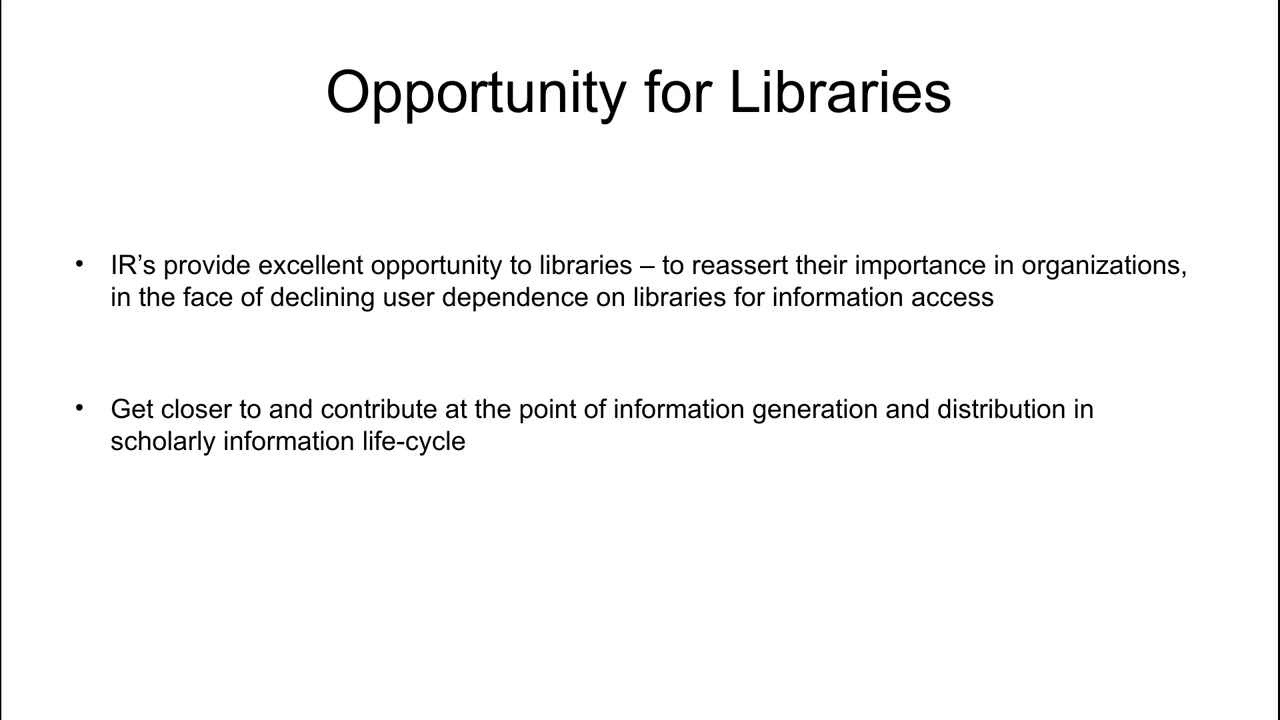 Opportunity for Libraries
• IR’s provide excellent opportunity to libraries – to reassert their importance in organizations,
in the face of declining user dependence on libraries for information access
• Get closer to and contribute at the point of information generation and distribution in
scholarly information life-cycle